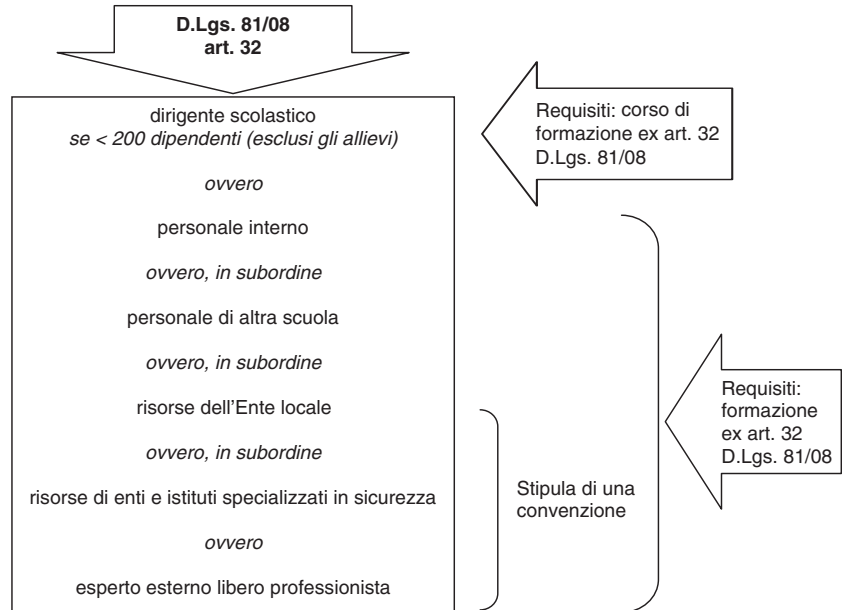 D.Lgs. 81/08
art. 32
dirigente scolastico
se < 200 dipendenti (esclusi gli allievi)
ovvero
personale interno
ovvero, in subordine
personale di altra scuola
ovvero, in subordine
risorse dell'Ente locale
ovvero, in subordine
risorse di enti e istituti specializzati in sicurezza
ovvero
esperto esterno libero professionista
Requisiti: corso di
formazione ex art. 32
D.Lgs. 81/08
Stipula di una
convenzione
Requisiti:
formazione
ex art. 32
D.Lgs. 81/08